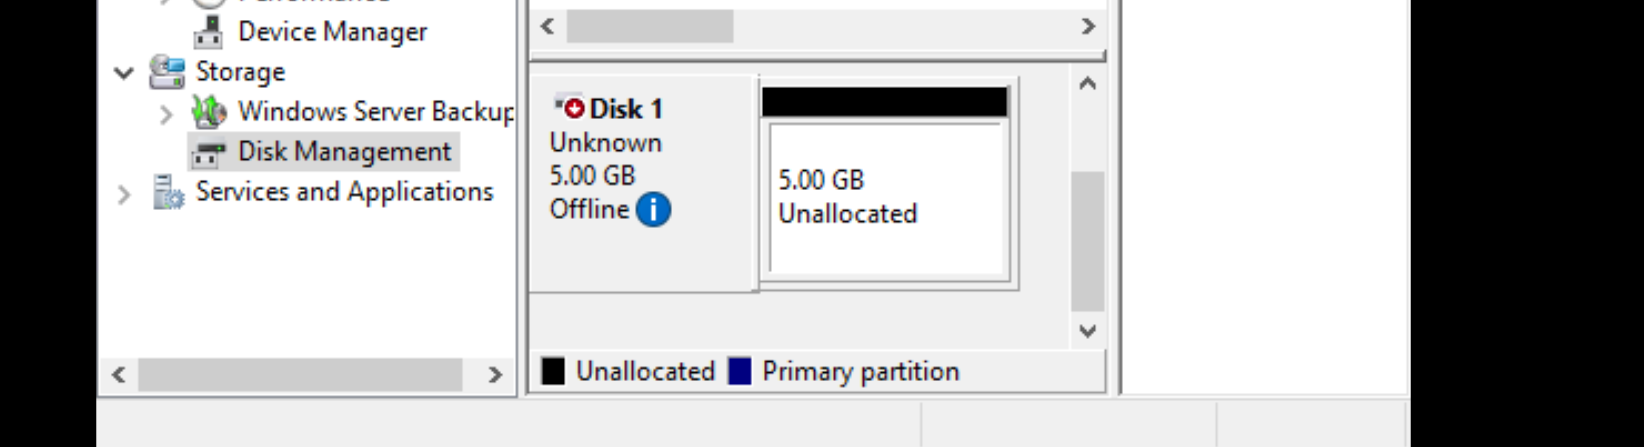 Performance
Device Manager
Storage
Windows Server Backup
Disk Management
Services and Applications
Disk 1
Unknown
5.00 GB
Offline
5.00 GB
Unallocated
Unallocated
Primary partition